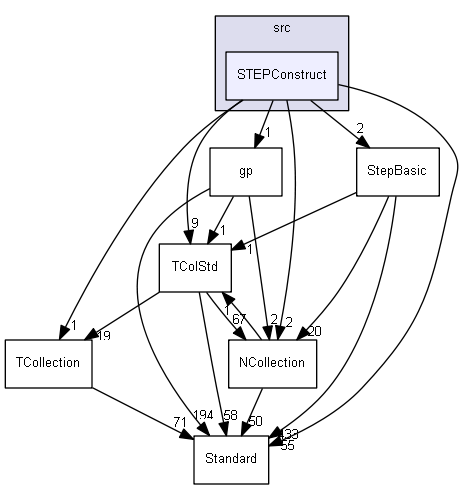 src
STEPConstruct
1
2
gp
StepBasic
9
1
1
TColStd
1
67
2
2
20
1
19
TCollection
NCollection
71
194
58
50
55
Standard